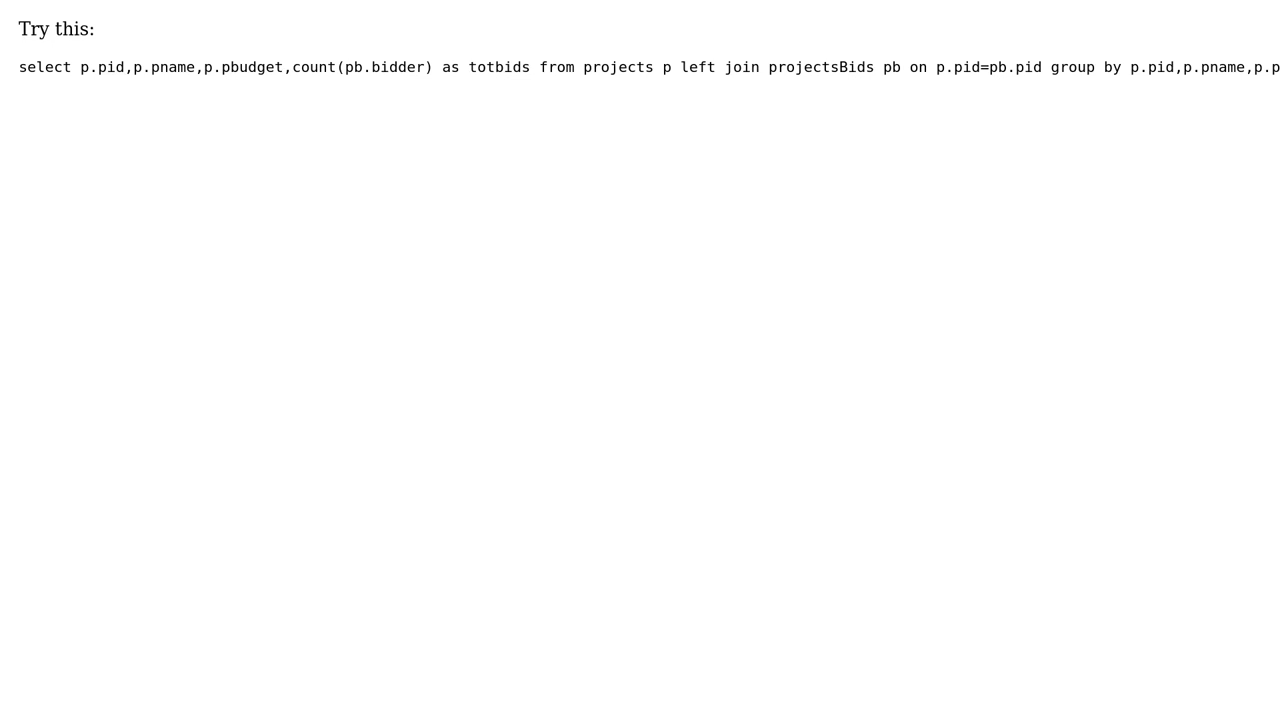 Try this:
select p.pid,p.pname,p.pbudget,count(pb.bidder) as totbids from projects p left join projectsBids pb on p.pid=pb.pid group by p.pid,p.pname,p.p